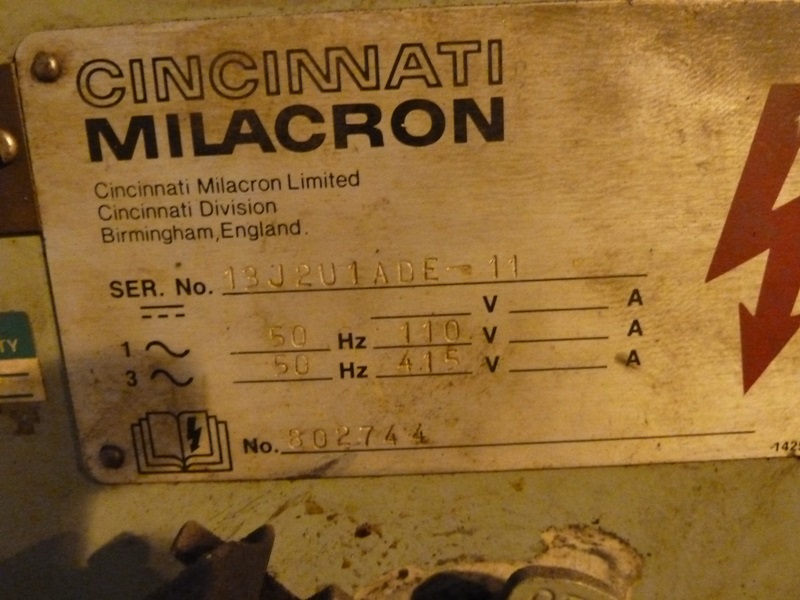 CINCINNATI
MILACRON
Cincinnati Milacron Limited
Cincinnati Division
Birmingham, England.
SER. No. 13J2U1ADE-11
V A
1 50 Hz 110 V A
3 50 Hz 415 V A
No. 802744